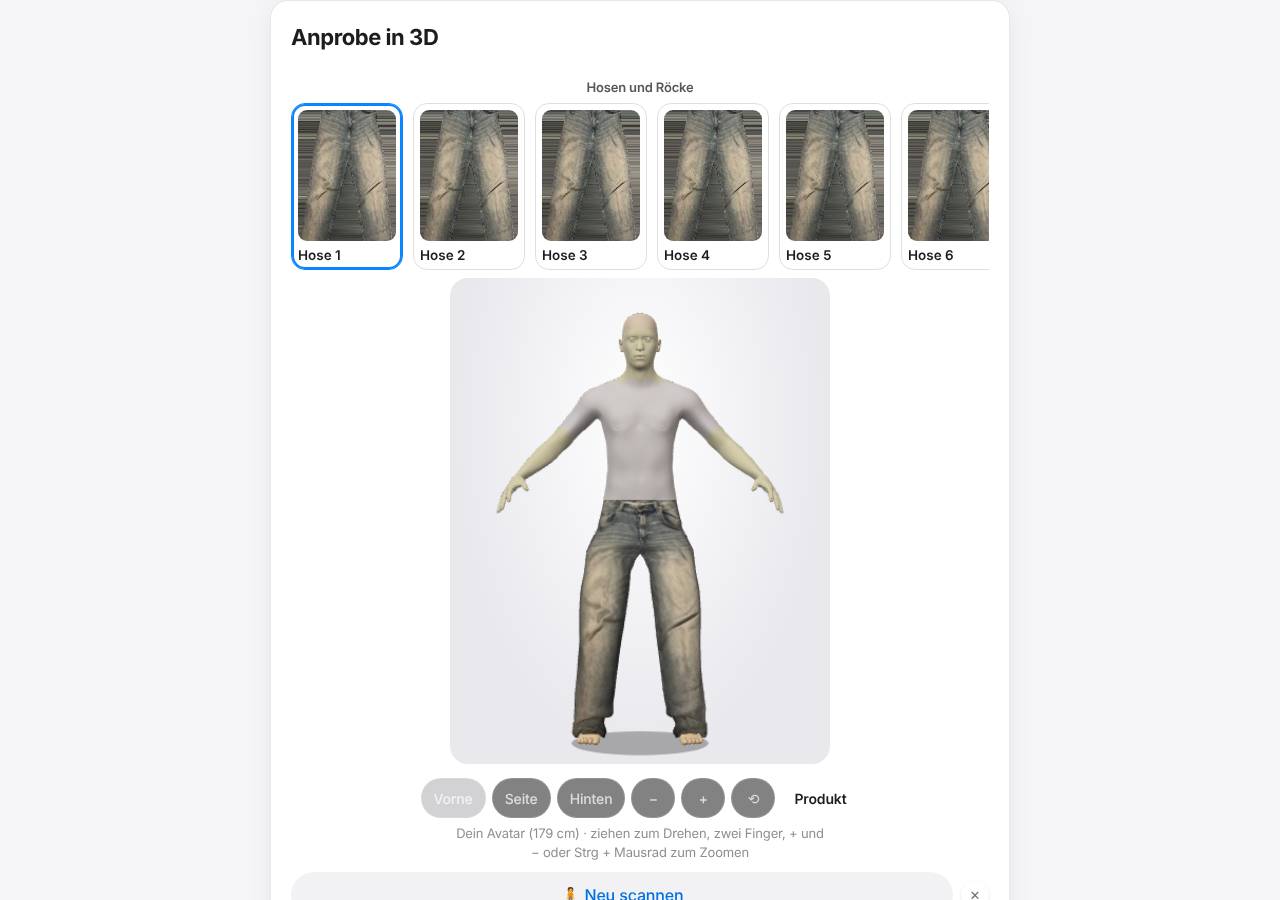 Anprobe in 3D
Hosen und Röcke
Hose 1
Hose 2
Hose 3
Hose 4
Hose 5
Hose 6
Vorne
Seite
Hinten
−
+
⟲
Produkt
Dein Avatar (179 cm) · ziehen zum Drehen, zwei Finger, + und
− oder Strg + Mausrad zum Zoomen
🧍 Neu scannen
×